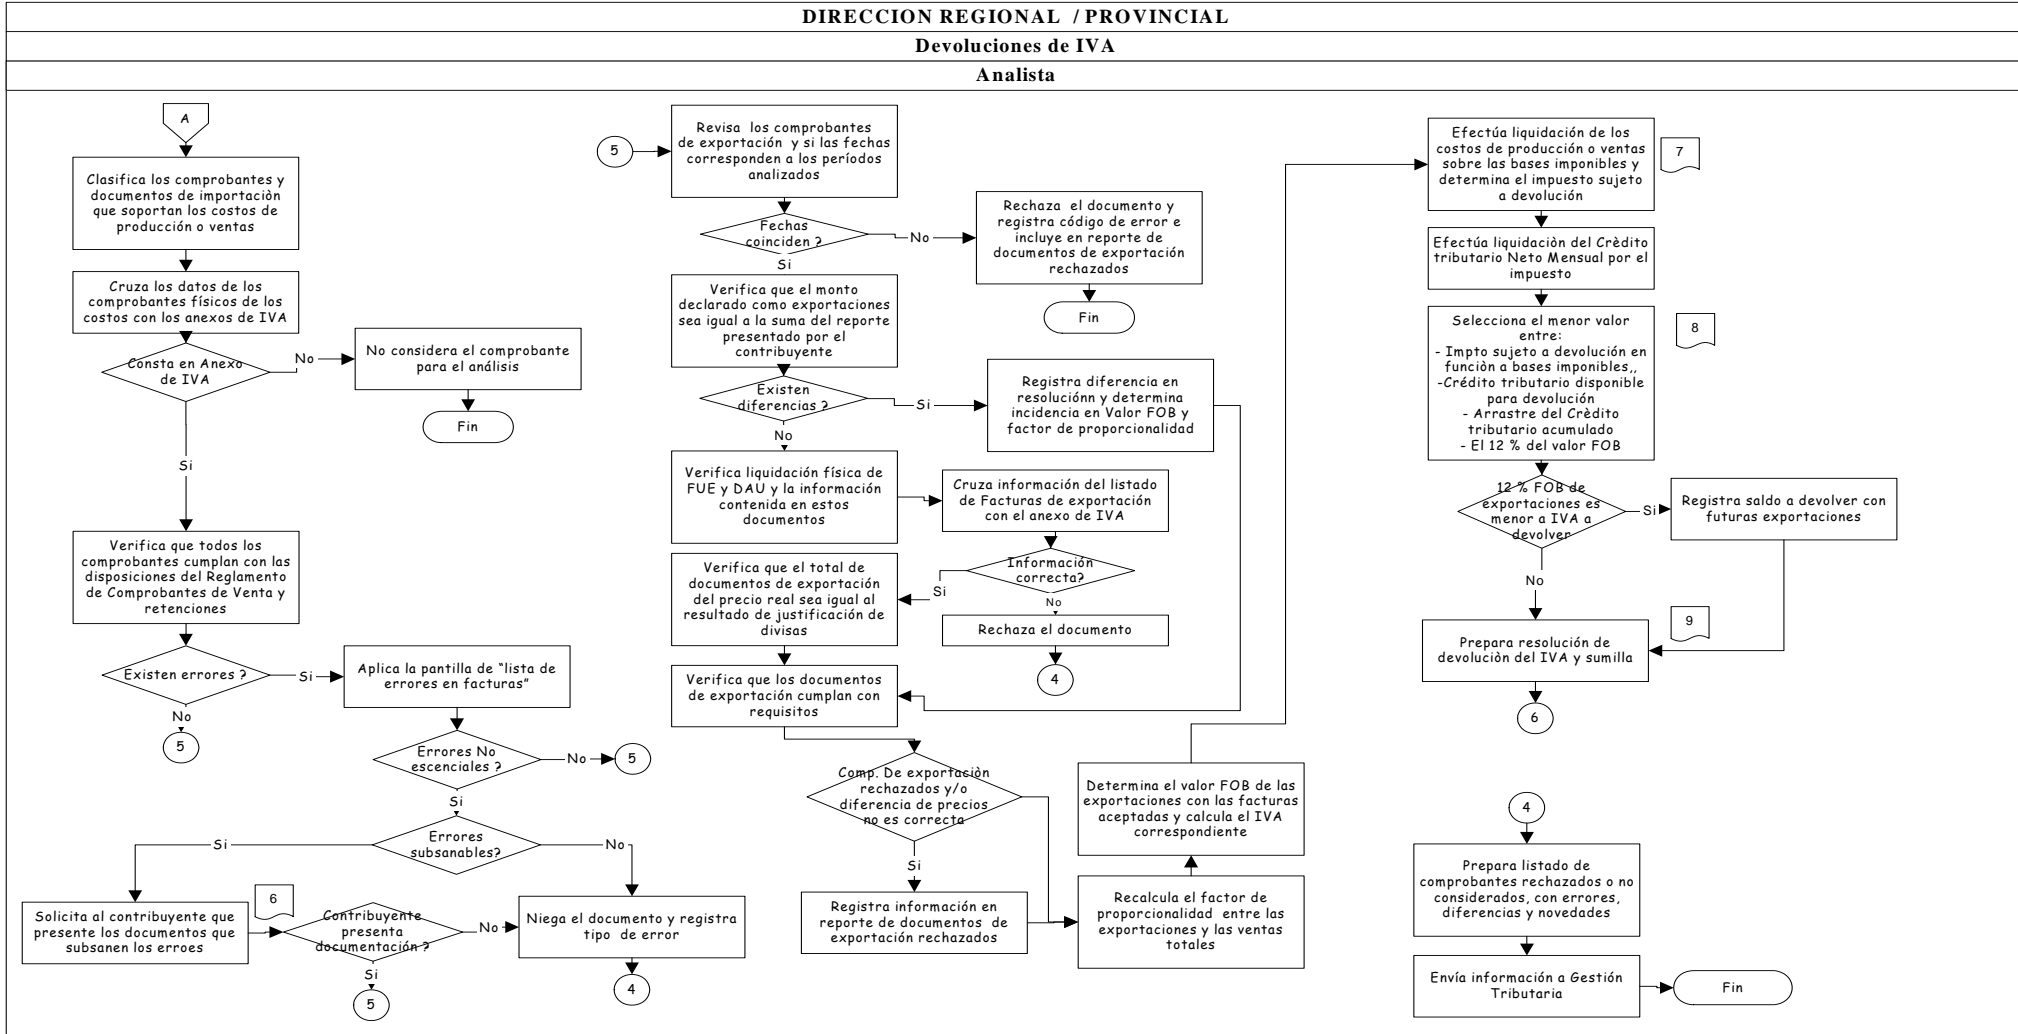 DIRECCION REGIONAL / PROVINCIAL
Devoluciones de IVA
Analista
A
Clasifica los comprobantes y
documentos de importaciòn
que soportan los costos de
producción o ventas
Cruza los datos de los
comprobantes físicos de los
costos con los anexos de IVA
Consta en Anexo
de IVA
No
No considera el comprobante
para el análisis
Fin
Si
Verifica que todos los
comprobantes cumplan con las
disposiciones del Reglamento
de Comprobantes de Venta y
retenciones
Existen errores ?
Si
Aplica la pantilla de “lista de
errores en facturas”
No
5
Errores No
escenciales ?
No
5
Si
Errores
subsanables?
Si
No
Solicita al contribuyente que
presente los documentos que
subsanen los erroes
6
Contribuyente
presenta
documentación ?
No
Niega el documento y registra
tipo de error
Si
5
4
5
Revisa los comprobantes
de exportación y si las fechas
corresponden a los períodos
analizados
Fechas
coinciden ?
No
Rechaza el documento y
registra código de error e
incluye en reporte de
documentos de exportación
rechazados
Fin
Si
Verifica que el monto
declarado como exportaciones
sea igual a la suma del reporte
presentado por el
contribuyente
Existen
diferencias ?
Si
Registra diferencia en
resoluciónn y determina
incidencia en Valor FOB y
factor de proporcionalidad
No
Verifica liquidación física de
FUE y DAU y la información
contenida en estos
documentos
Cruza información del listado
de Facturas de exportación
con el anexo de IVA
Información
correcta?
Si
No
Rechaza el documento
4
Verifica que el total de
documentos de exportación
del precio real sea igual al
resultado de justificación de
divisas
Verifica que los documentos
de exportación cumplan con
requisitos
Comp. De exportaciòn
rechazados y/o
diferencia de precios
no es correcta
Si
Registra información en
reporte de documentos de
exportación rechazados
Recalcula el factor de
proporcionalidad entre las
exportaciones y las ventas
totales
Determina el valor FOB de las
exportaciones con las facturas
aceptadas y calcula el IVA
correspondiente
Efectúa liquidación de los
costos de producción o ventas
sobre las bases imponibles y
determina el impuesto sujeto
a devolución
7
Efectúa liquidaciòn del Crèdito
tributario Neto Mensual por el
impuesto
Selecciona el menor valor
entre:
- Impto sujeto a devolución en
funciòn a bases imponibles,,
-Crédito tributario disponible
para devolución
- Arrastre del Crèdito
tributario acumulado
- El 12 % del valor FOB
8
12 % FOB de
exportaciones es
menor a IVA a
devolver
Si
Registra saldo a devolver con
futuras exportaciones
No
9
Prepara resolución de
devoluciòn del IVA y sumilla
6
4
Prepara listado de
comprobantes rechazados o no
considerados, con errores,
diferencias y novedades
Envía información a Gestión
Tributaria
Fin